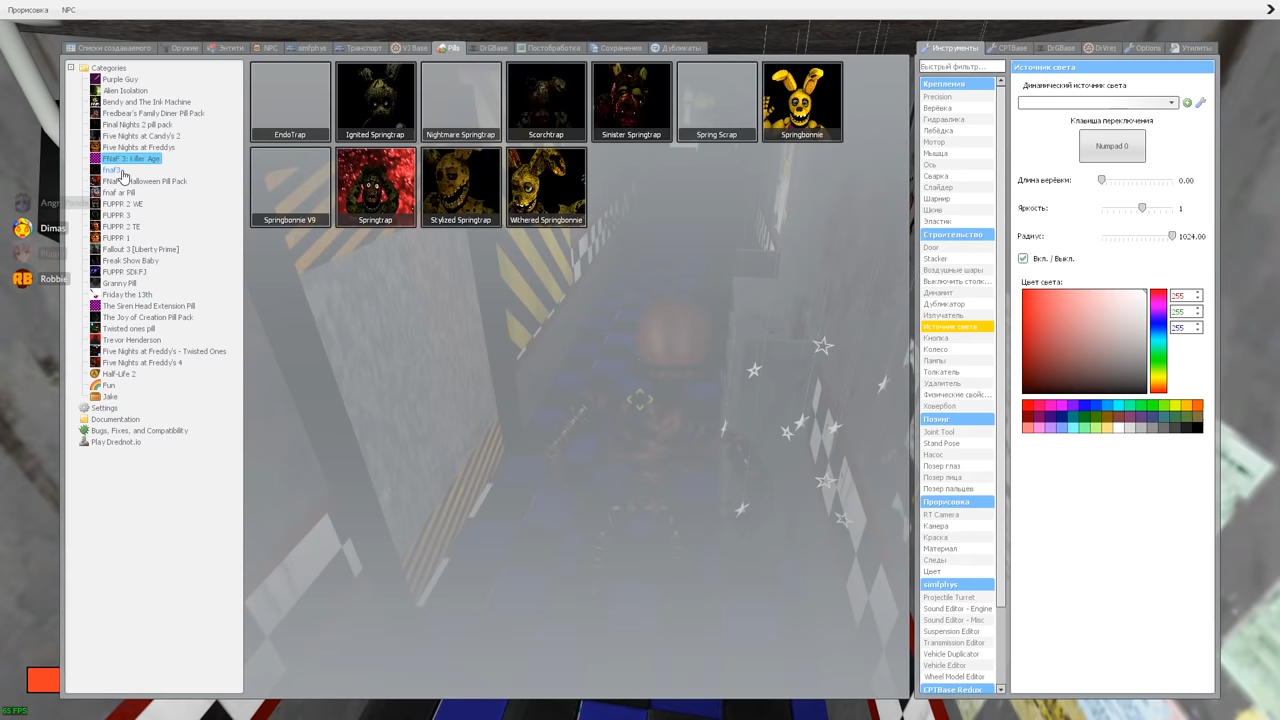 Прорисовка NPC
Списки создаваемого Оружие Энтити NPC simfphys Транспорт VJ Base Pills DrGBase Постобработка Сохранения Дубликаты
Инструменты CPTBase DrGBase DrVrej Options Утилиты
Categories
Purple Guy
Alien Isolation
Bendy and The Ink Machine
Fredbear's Family Diner Pill Pack
Final Nights 2 pill pack
Five Nights at Candy's 2
Five Nights at Freddys
FNaF 3: Killer Age
fnaf3
Halloween Pill Pack
fnaf ar Pill
FUPPR 2 WE
FUPPR 3
FUPPR 2 TE
FUPPR 1
Fallout 3 [Liberty Prime]
Freak Show Baby
FUPPR SDKFJ
Granny Pill
Friday the 13th
The Siren Head Extension Pill
The Joy of Creation Pill Pack
Twisted ones pill
Trevor Henderson
Five Nights at Freddy's - Twisted Ones
Five Nights at Freddy's 4
Half-Life 2
Fun
Jake
Settings
Documentation
Bugs, Fixes, and Compatibility
Play Drednot.io
Dimas
Robbie
EndoTrap Ignited Springtrap Nightmare Springtrap Scorchtrap Sinister Springtrap Spring Scrap Springbonnie
Springbonnie V9 Springtrap Stylized Springtrap Withered Springbonnie
Быстрый фильтр...
Крепления
Precision
Верёвка
Гидравлика
Лебёдка
Мотор
Мышца
Ось
Сварка
Слайдер
Шарнир
Шкив
Эластик
Строительство
Door
Stacker
Воздушные шары
Выключить столк...
Динамит
Дубликатор
Излучатель
Источник света
Кнопка
Колесо
Лампы
Толкатель
Удалитель
Физические свойс...
Ховербол
Позинг
Joint Tool
Stand Pose
Насос
Позер глаз
Позер лица
Позер пальцев
Прорисовка
RT Camera
Камера
Краска
Материал
Следы
Цвет
simfphys
Projectile Turret
Sound Editor - Engine
Sound Editor - Misc
Suspension Editor
Transmission Editor
Vehicle Duplicator
Vehicle Editor
Wheel Model Editor
CPTBase Redux
Источник света
Динамический источник света
Клавиша переключения
Numpad 0
Длина верёвки: 0.00
Яркость: 1
Радиус: 1024.00
Вкл. / Выкл.
Цвет света:
255
255
255
65 FPS